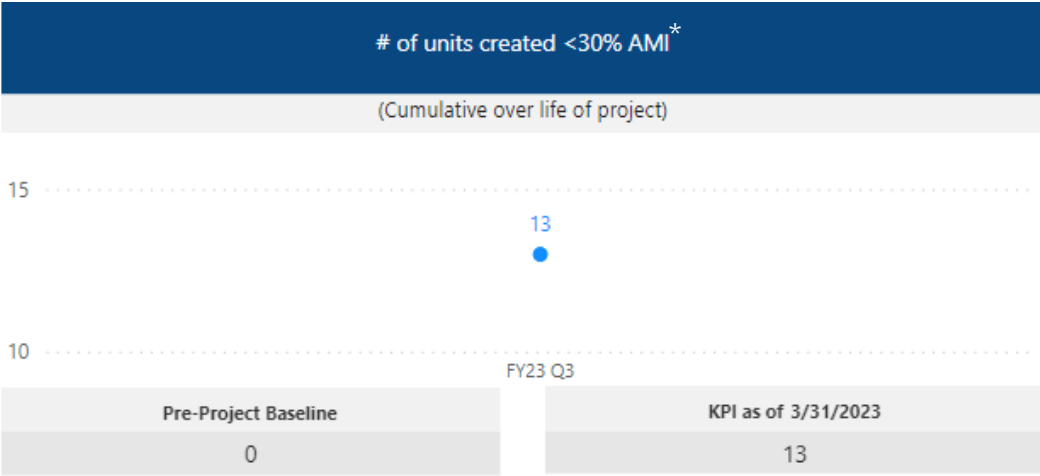 # of units created <30% AMI*
(Cumulative over life of project)
15
13
10
FY23 Q3
Pre-Project Baseline
KPI as of 3/31/2023
0
13